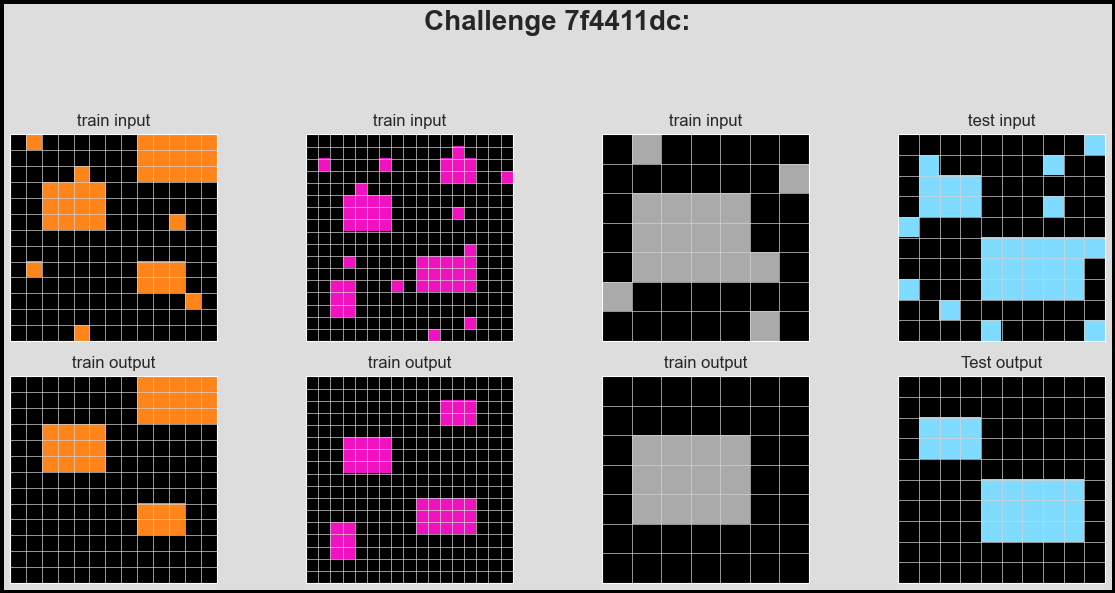 Challenge 7f4411dc:
train input
train input
train input
test input
train output
train output
train output
Test output